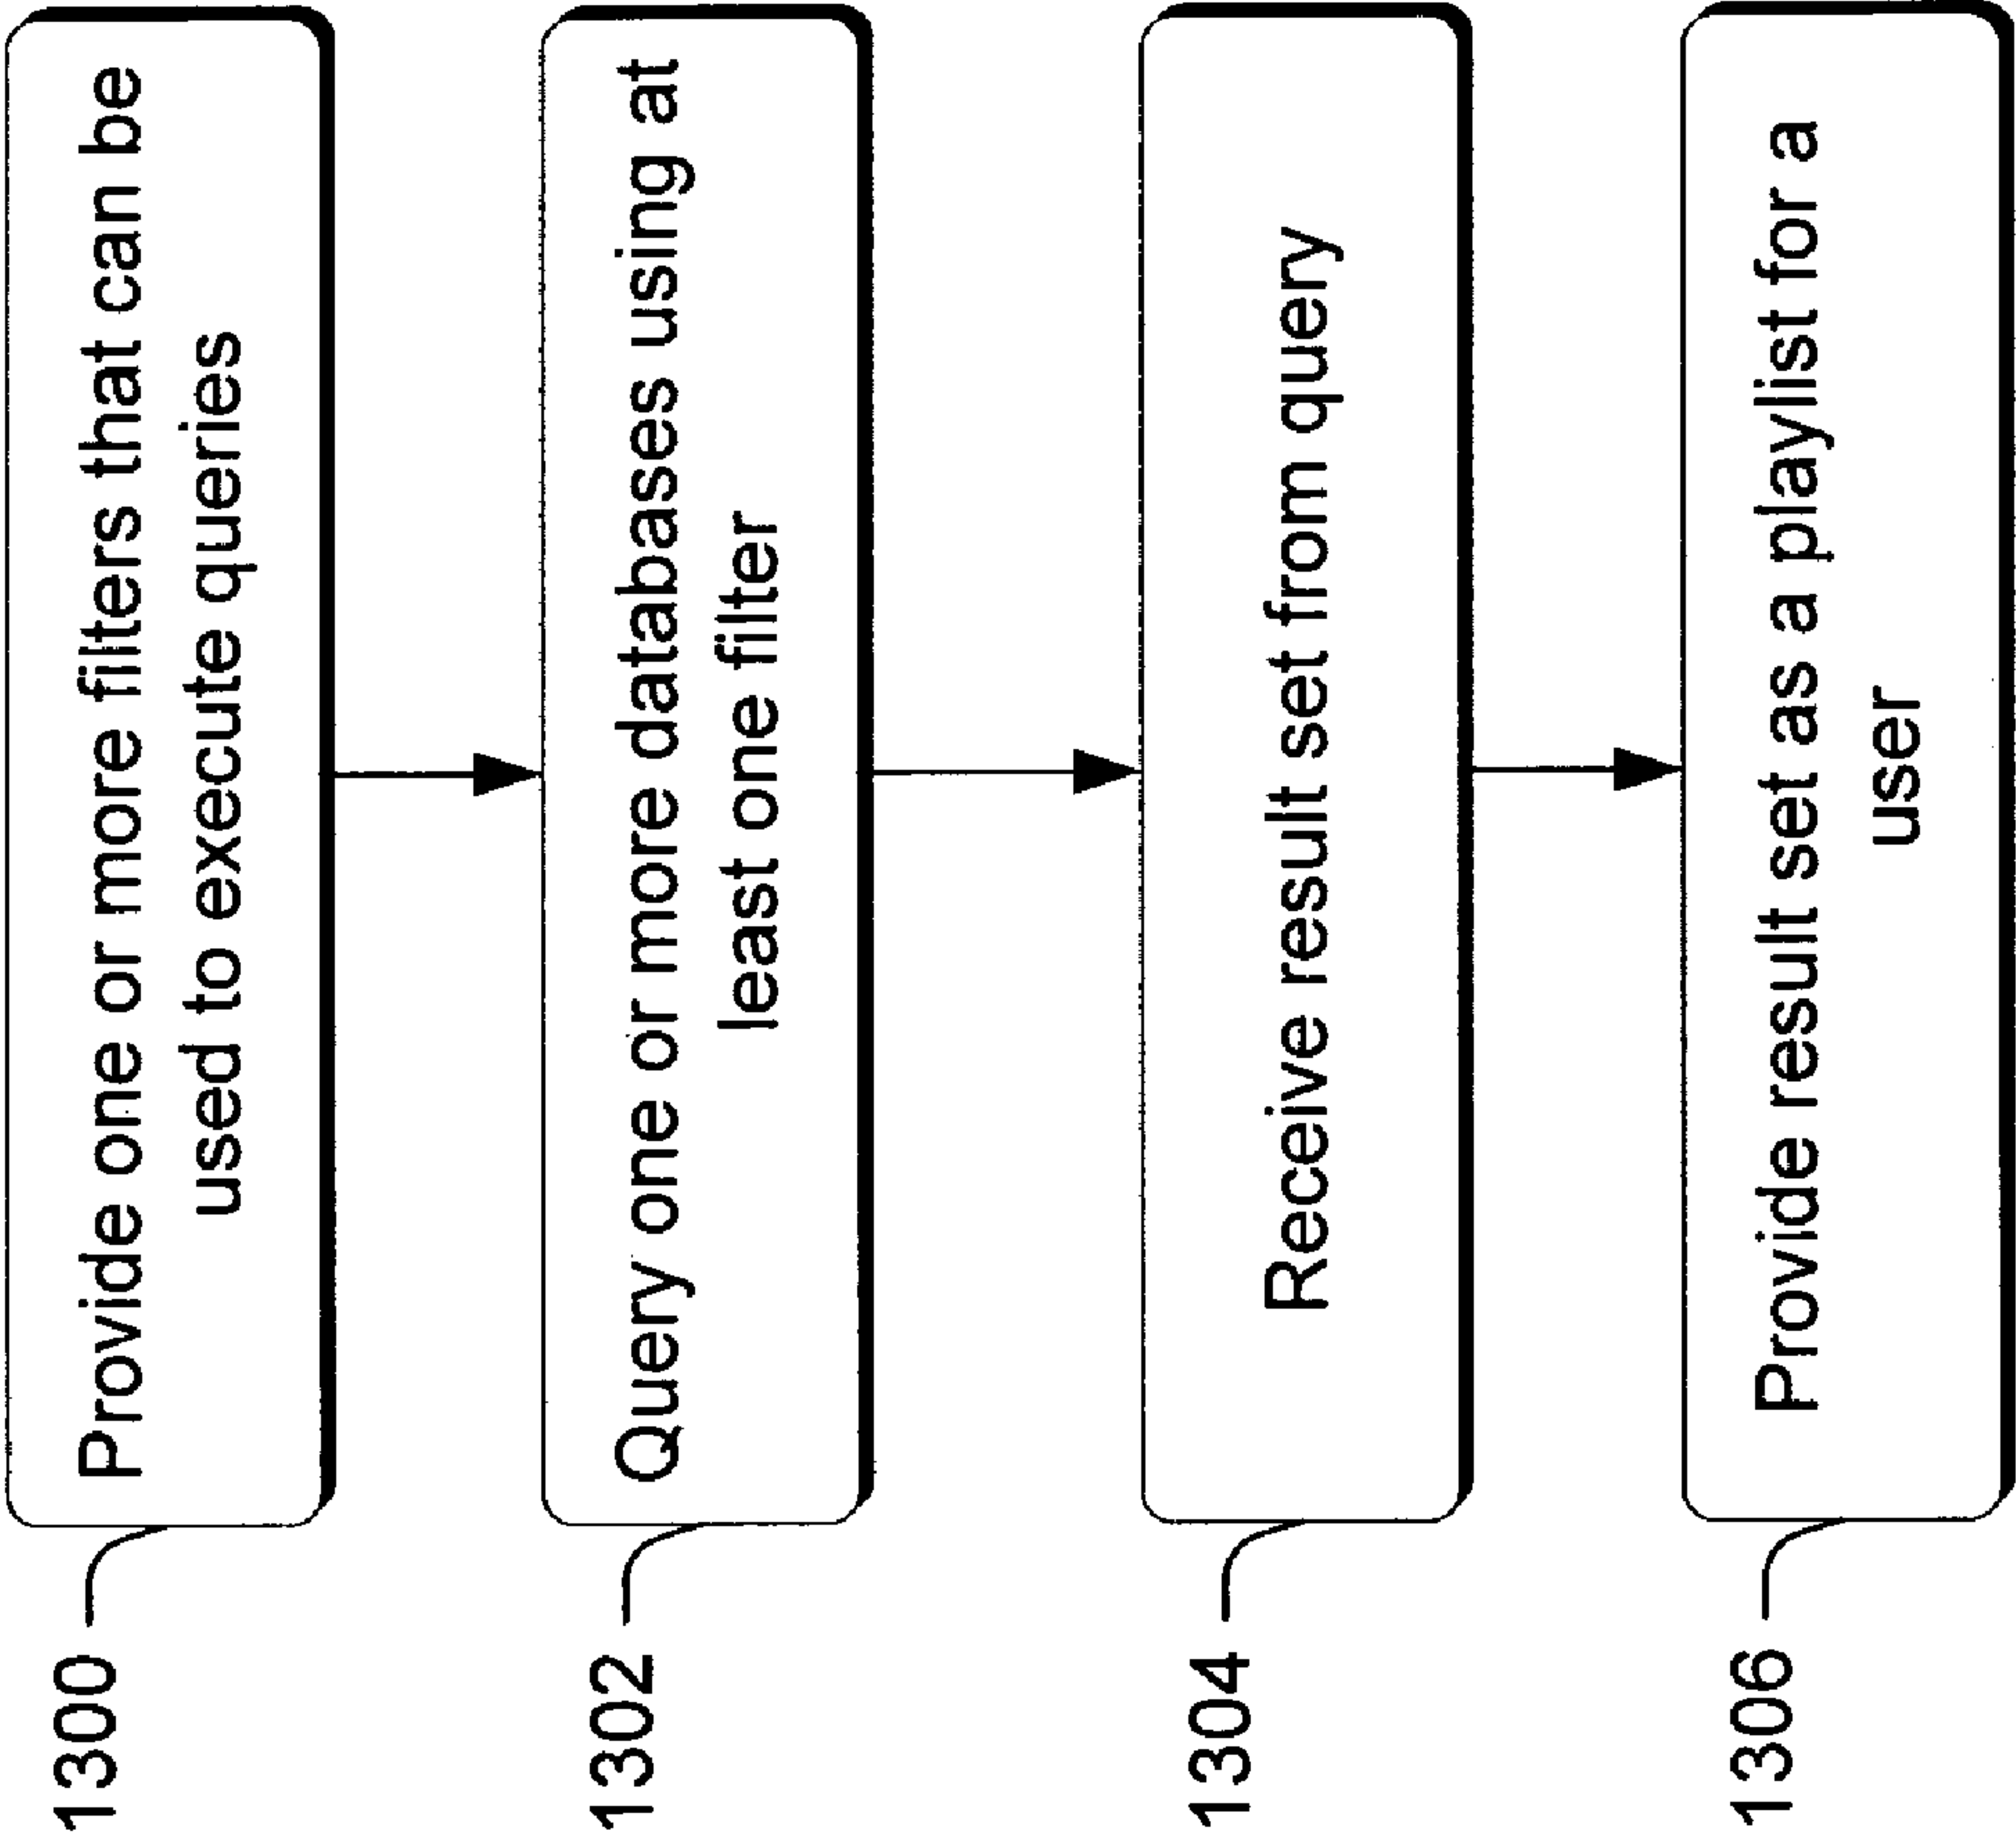 1300
Provide one or more filters that can be
used to execute queries
1302
Query one or more databases using at
least one filter
1304
Receive result set from query
1306
Provide result set as a playlist for a
user